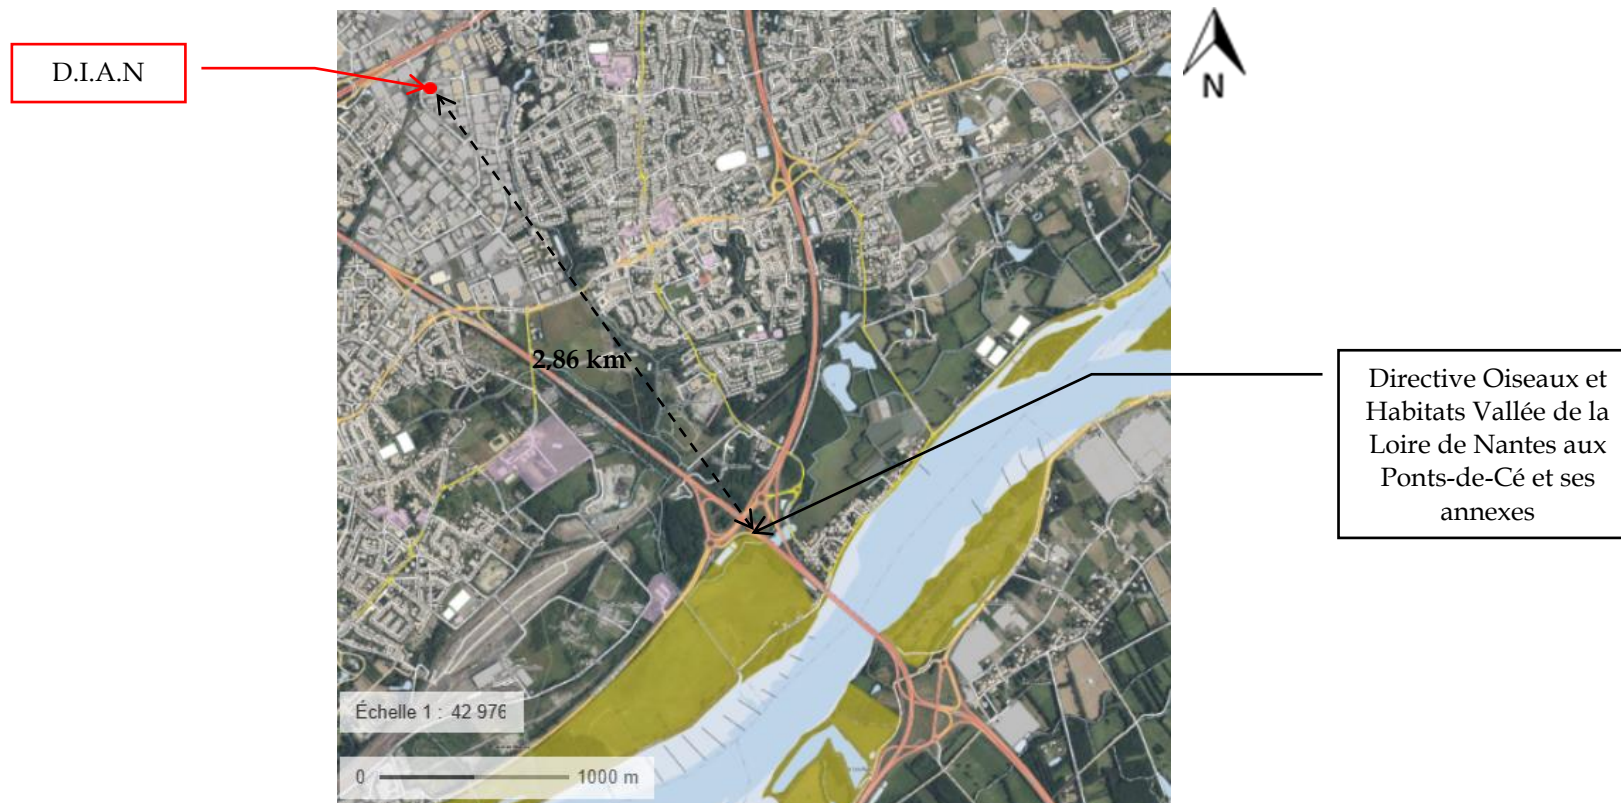 D.I.A.N
N
2,86 km
Directive Oiseaux et
Habitats Vallée de la
Loire de Nantes aux
Ponts-de-Cé et ses
annexes
Échelle 1 : 42 976
0 1000 m